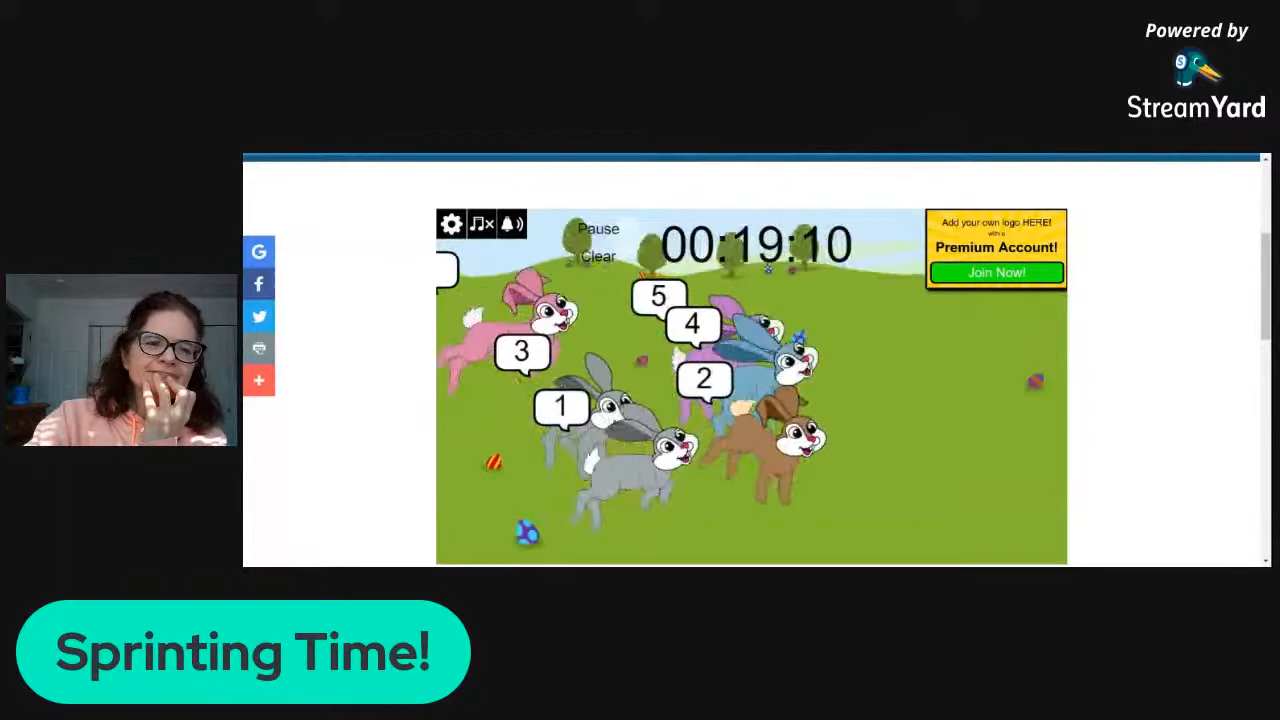 Powered by
StreamYard
Pause
Clear
00:19:10
Add your own logo HERE!
with a
Premium Account!
Join Now!
5
4
3
2
1
G
f
S
Sprinting Time!